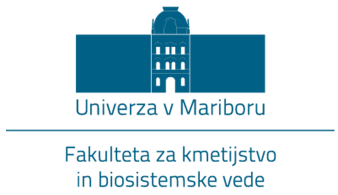 Univerza v Mariboru
Fakulteta za kmetijstvo
in biosistemske vede